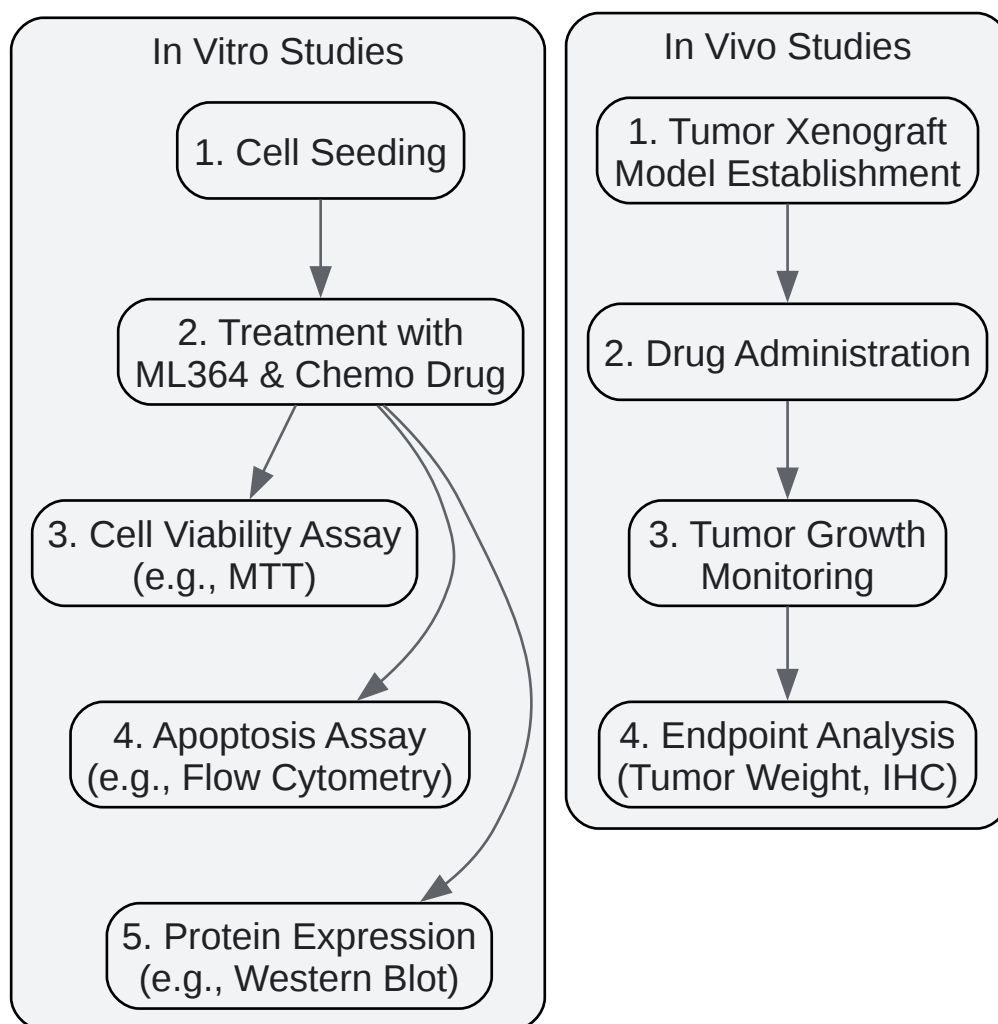 In Vitro Studies
1. Cell Seeding
2. Treatment with
ML364 & Chemo Drug
3. Cell Viability Assay
(e.g., MTT)
4. Apoptosis Assay
(e.g., Flow Cytometry)
5. Protein Expression
(e.g., Western Blot)
In Vivo Studies
1. Tumor Xenograft
Model Establishment
2. Drug Administration
3. Tumor Growth
Monitoring
4. Endpoint Analysis
(Tumor Weight, IHC)